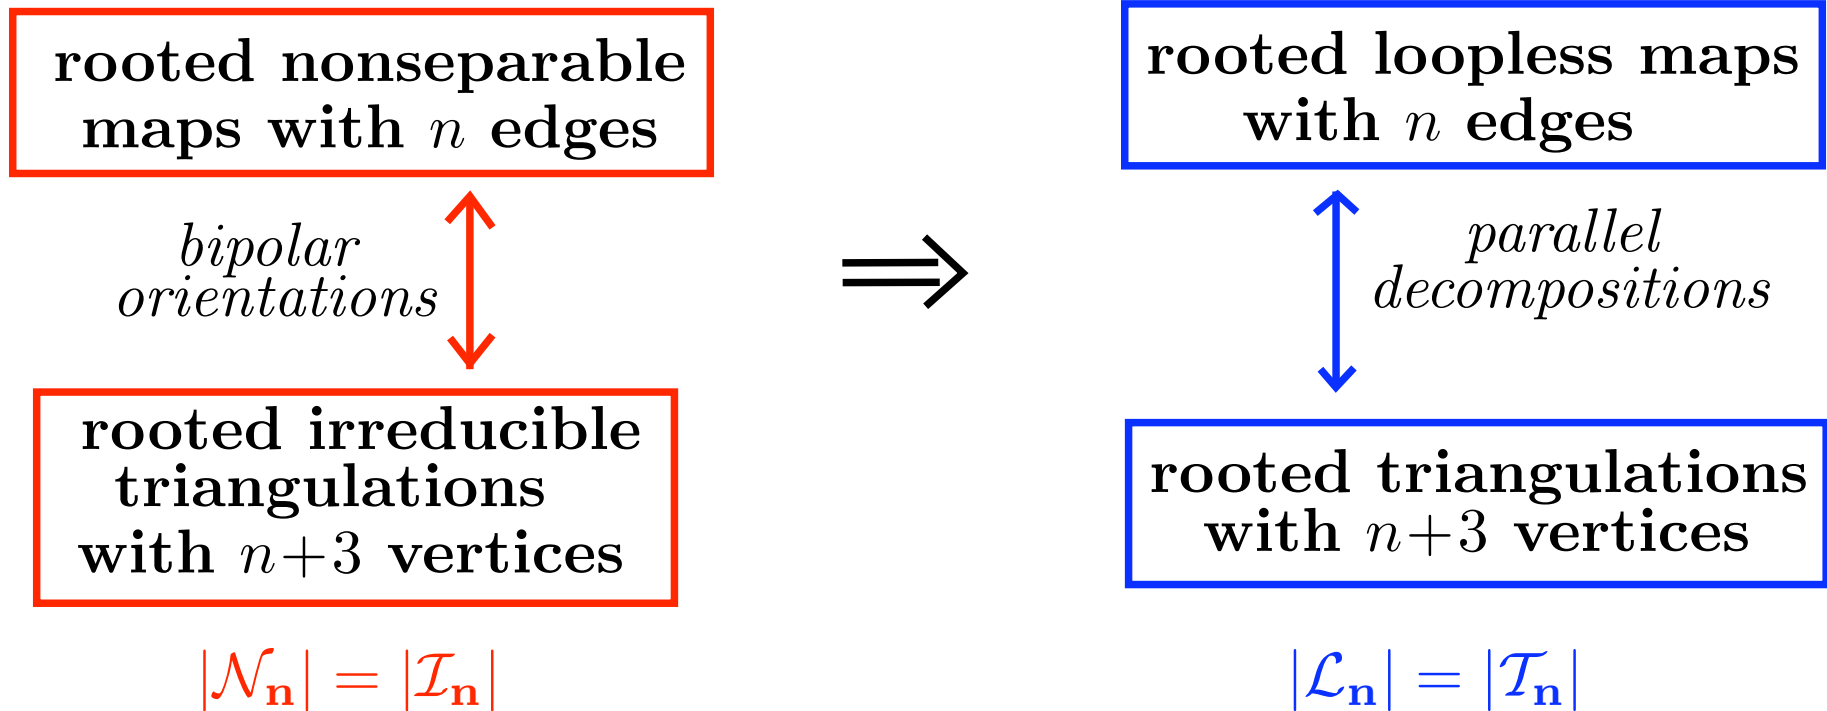 rooted nonseparable
maps with n edges
bipolar
orientations
rooted irreducible
triangulations
with n+3 vertices
|𝒩ₙ| = |ℐₙ|
⟹
rooted loopless maps
with n edges
parallel
decompositions
rooted triangulations
with n+3 vertices
|ℒₙ| = |𝒯ₙ|